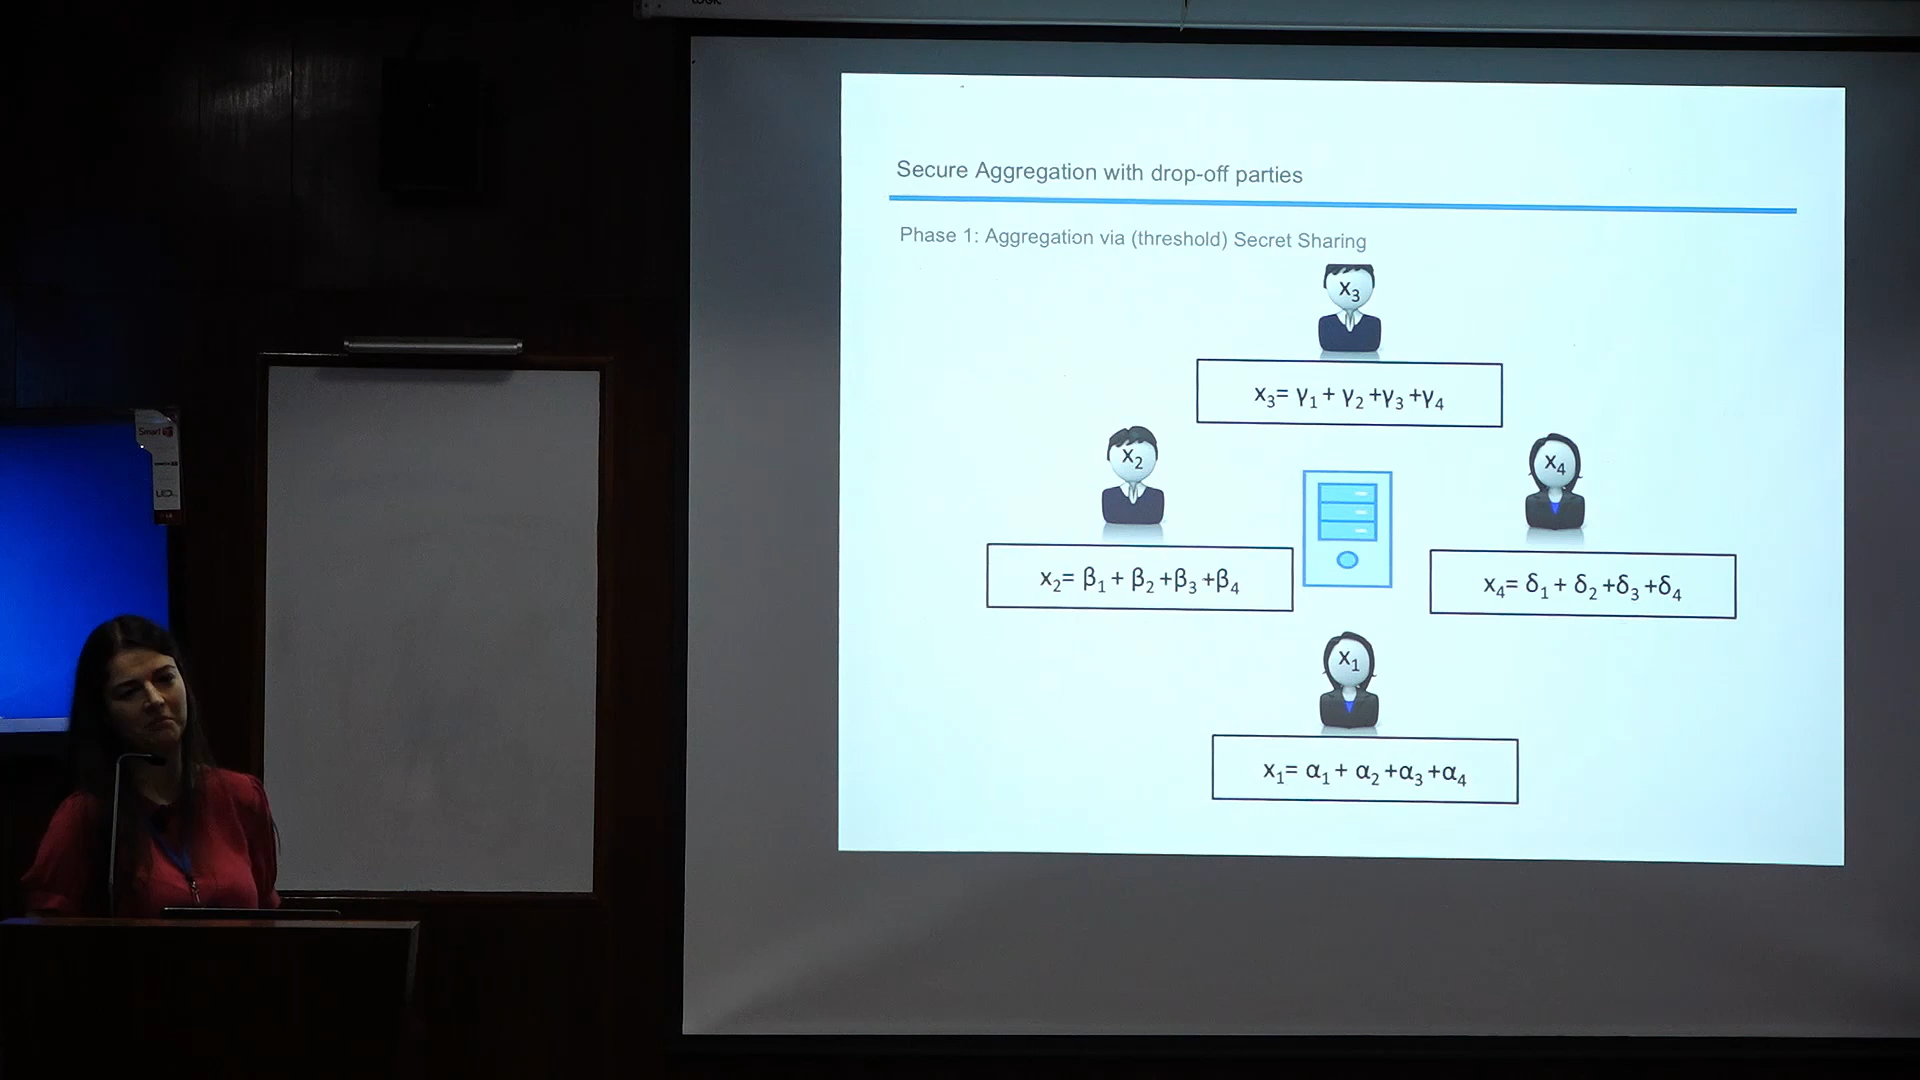 Secure Aggregation with drop-off parties
Phase 1: Aggregation via (threshold) Secret Sharing
x₃
x₃= γ₁ + γ₂ +γ₃ +γ₄
x₂
x₄
x₂= β₁ + β₂ +β₃ +β₄
x₄= δ₁ + δ₂ +δ₃ +δ₄
x₁
x₁= α₁ + α₂ +α₃ +α₄
Smart